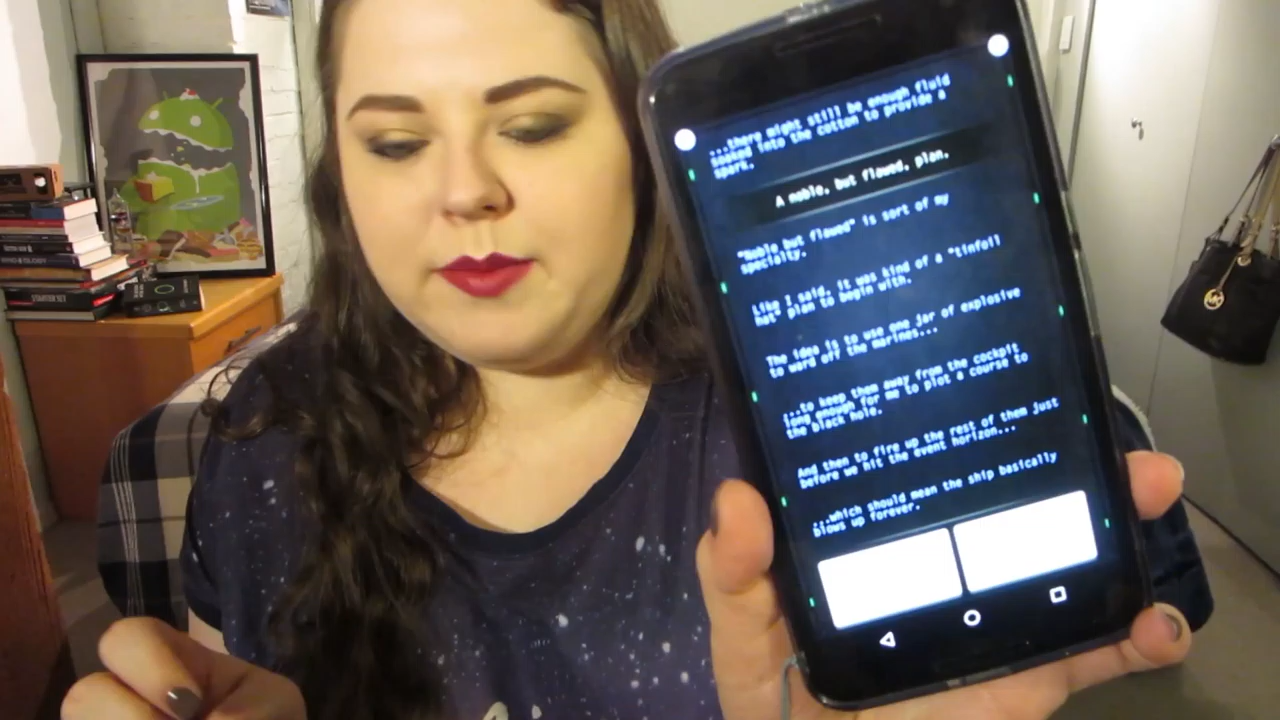 ...there might still be enough fluid
soaked into the cotton to provide a
spark.
A noble, but flawed, plan.
"Noble but flawed" is sort of my
specialty.
Like I said, it was kind of a "tinfoil
hat" plan to begin with.
The idea is to use one jar of explosive
to ward off the marines...
...to keep them away from the cockpit
long enough for me to plot a course to
the black hole.
And then to fire up the rest of them just
before we hit the event horizon...
...which should mean the ship basically
blows up forever.
MK